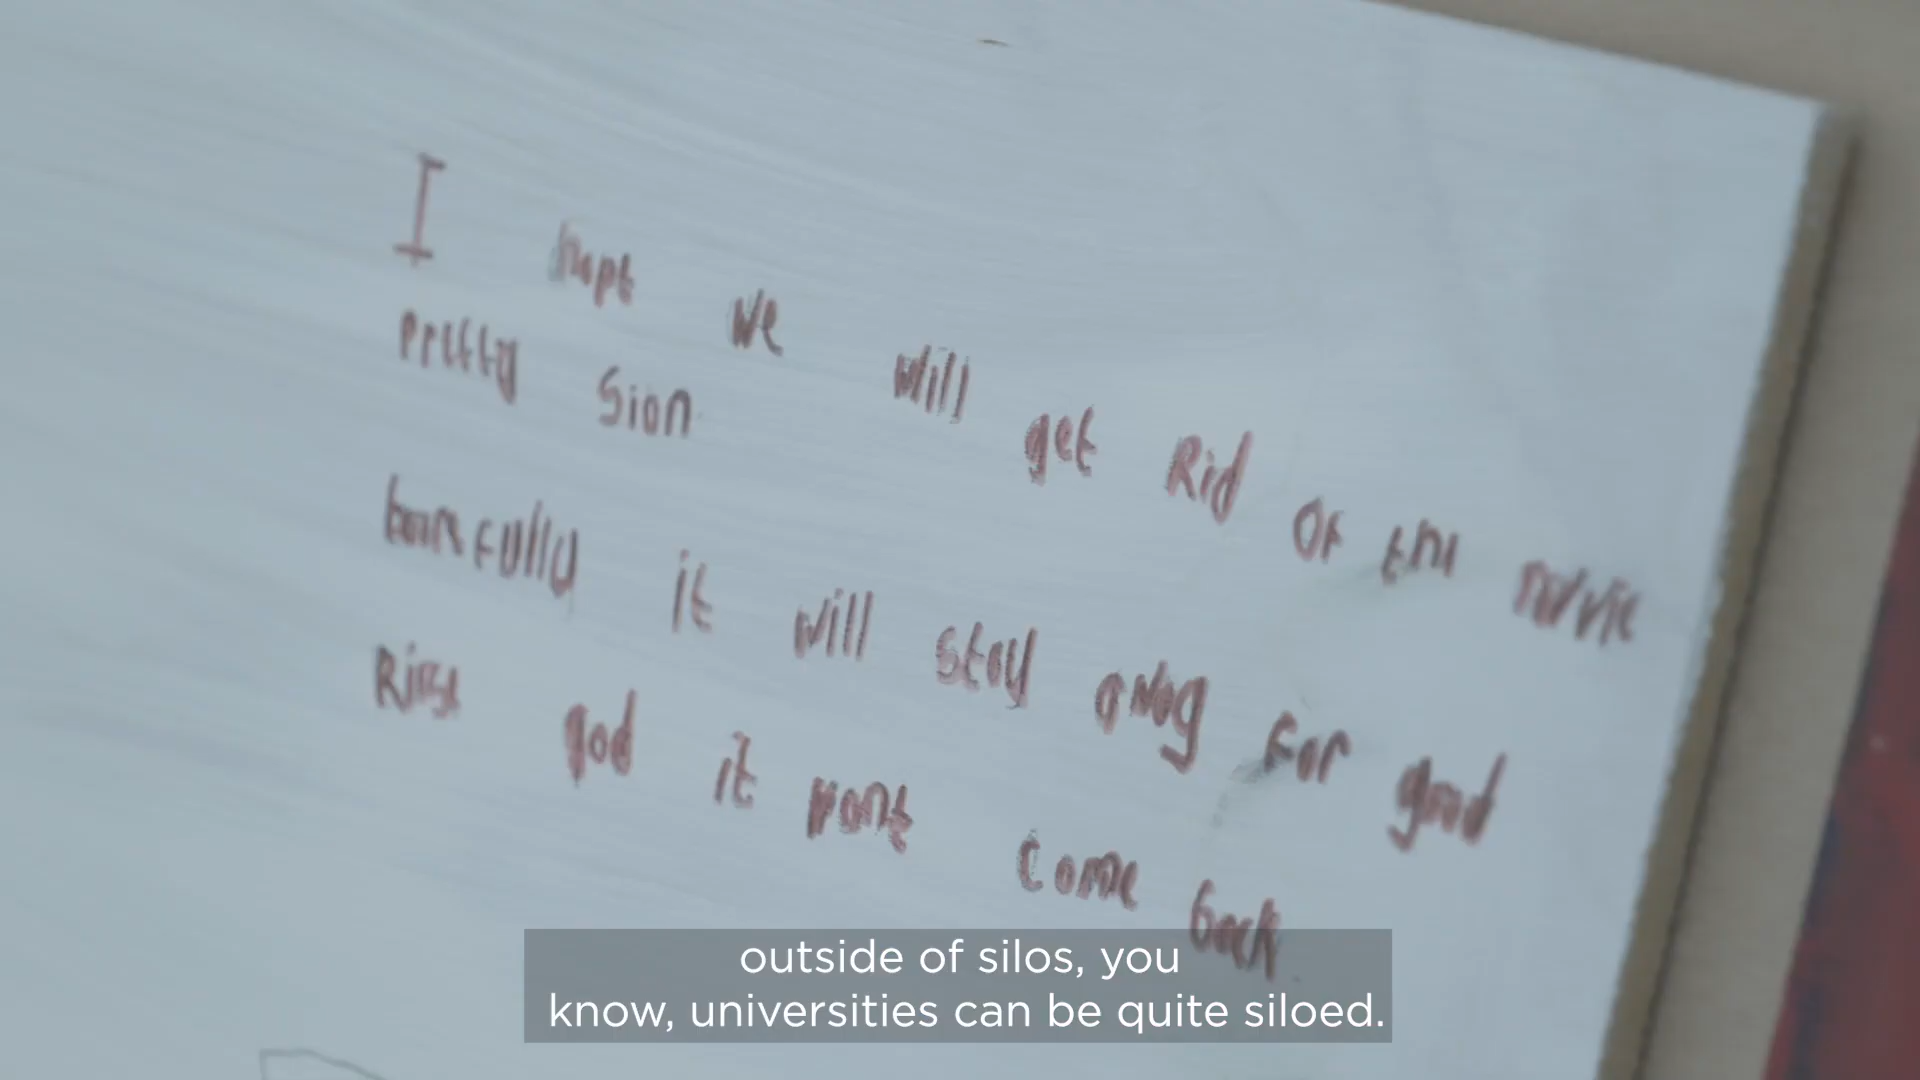 I hope we will get Rid Of the
Pretty Sion
it will stay for good
god it wont Come back
outside of silos, you
know, universities can be quite siloed.